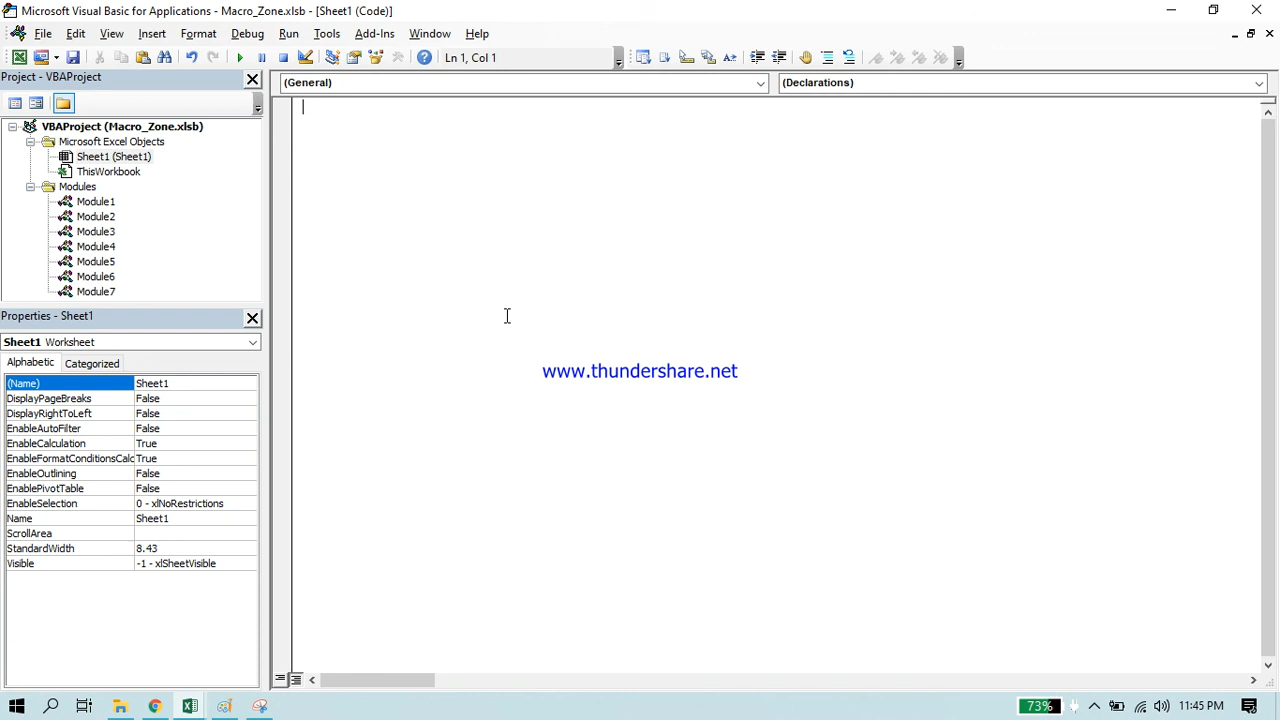 Microsoft Visual Basic for Applications - Macro_Zone.xlsb - [Sheet1 (Code)]
File Edit View Insert Format Debug Run Tools Add-Ins Window Help
Ln 1, Col 1
Project - VBAProject
(General)
(Declarations)
VBAProject (Macro_Zone.xlsb)
Microsoft Excel Objects
Sheet1 (Sheet1)
ThisWorkbook
Modules
Module1
Module2
Module3
Module4
Module5
Module6
Module7
Properties - Sheet1
Sheet1 Worksheet
Alphabetic Categorized
(Name) Sheet1
DisplayPageBreaks False
DisplayRightToLeft False
EnableAutoFilter False
EnableCalculation True
EnableFormatConditionsCalc True
EnableOutlining False
EnablePivotTable False
EnableSelection 0 - xlNoRestrictions
Name Sheet1
ScrollArea
StandardWidth 8.43
Visible -1 - xlSheetVisible
www.thundershare.net
73% 11:45 PM